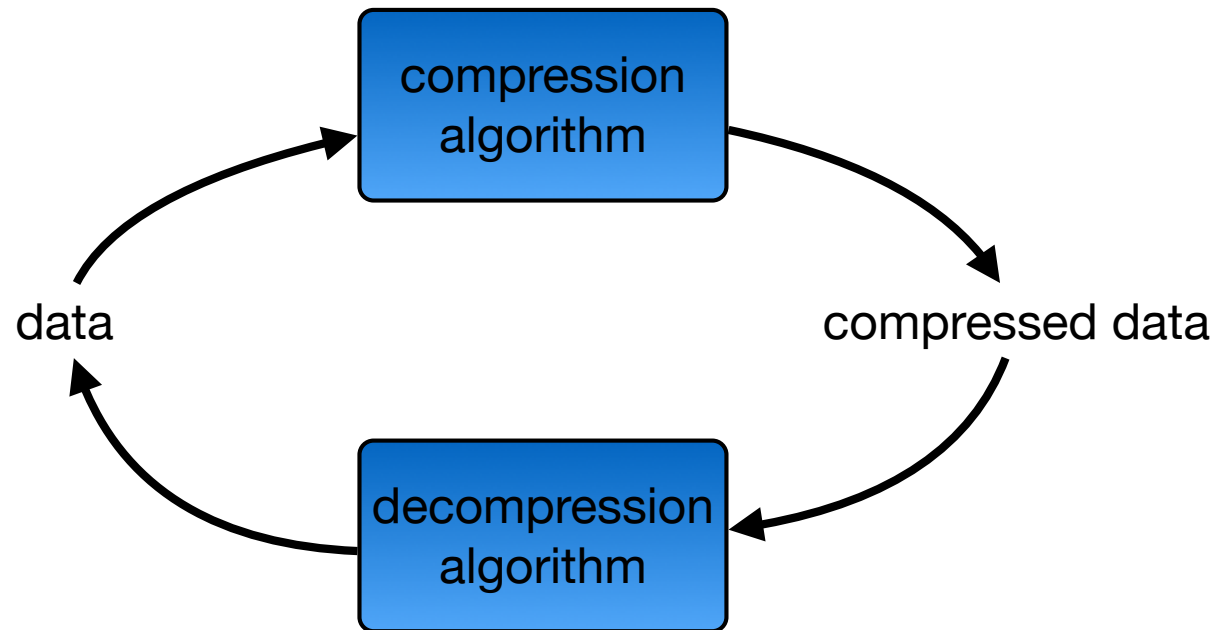 compression
algorithm
data
compressed data
decompression
algorithm